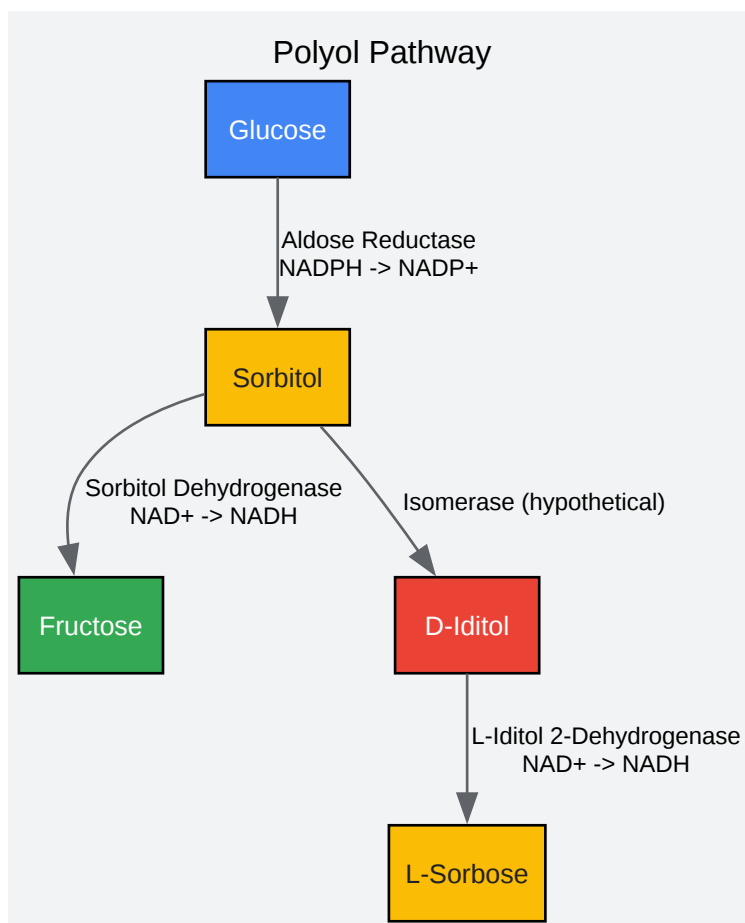 Polyol Pathway
Glucose
Aldose Reductase
NADPH -> NADP+
Sorbitol
Sorbitol Dehydrogenase
NAD+ -> NADH
Isomerase (hypothetical)
Fructose
D-Iditol
L-Iditol 2-Dehydrogenase
NAD+ -> NADH
L-Sorbose